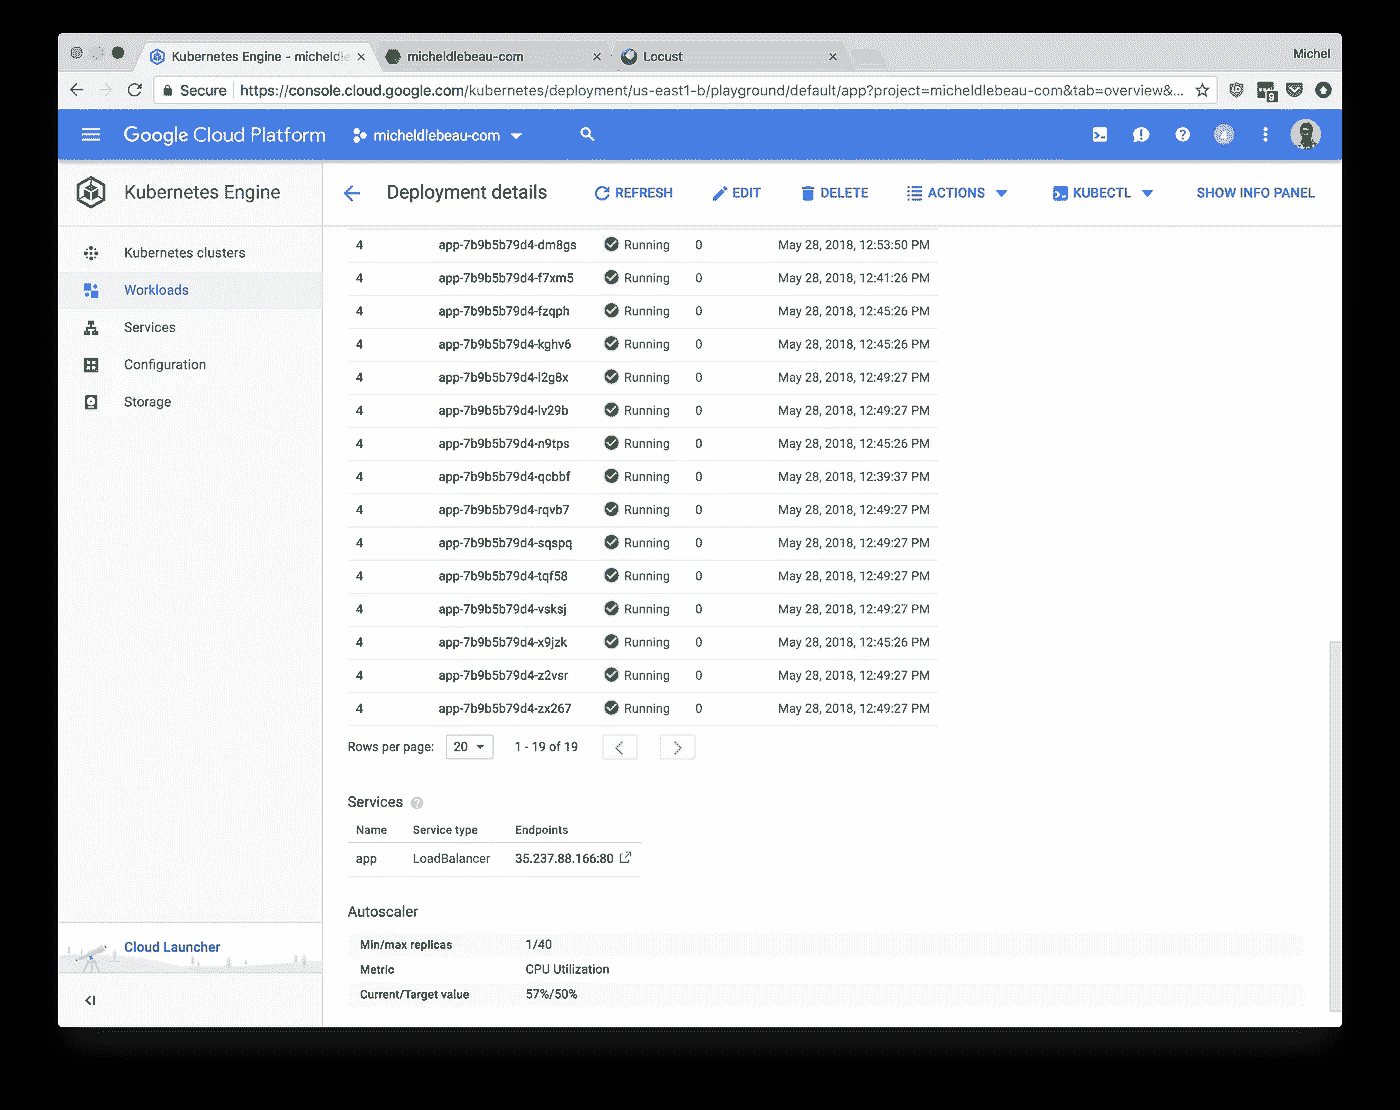 Kubernetes Engine - micheldle
micheldlebeau-com
Locust
Michel
Secure https://console.cloud.google.com/kubernetes/deployment/us-east1-b/playground/default/app?project=micheldlebeau-com&tab=overview&...
9
Google Cloud Platform
micheldlebeau-com
4
Kubernetes Engine
Deployment details
REFRESH
EDIT
DELETE
ACTIONS
KUBECTL
SHOW INFO PANEL
Kubernetes clusters
Workloads
Services
Configuration
Storage
4 app-7b9b5b79d4-dm8gs Running 0 May 28, 2018, 12:53:50 PM
4 app-7b9b5b79d4-f7xm5 Running 0 May 28, 2018, 12:41:26 PM
4 app-7b9b5b79d4-fzqph Running 0 May 28, 2018, 12:45:26 PM
4 app-7b9b5b79d4-kghv6 Running 0 May 28, 2018, 12:45:26 PM
4 app-7b9b5b79d4-l2g8x Running 0 May 28, 2018, 12:49:27 PM
4 app-7b9b5b79d4-lv29b Running 0 May 28, 2018, 12:49:27 PM
4 app-7b9b5b79d4-n9tps Running 0 May 28, 2018, 12:45:26 PM
4 app-7b9b5b79d4-qcbbf Running 0 May 28, 2018, 12:39:37 PM
4 app-7b9b5b79d4-rqvb7 Running 0 May 28, 2018, 12:49:27 PM
4 app-7b9b5b79d4-sqspq Running 0 May 28, 2018, 12:49:27 PM
4 app-7b9b5b79d4-tqf58 Running 0 May 28, 2018, 12:49:27 PM
4 app-7b9b5b79d4-vsksj Running 0 May 28, 2018, 12:49:27 PM
4 app-7b9b5b79d4-x9jzk Running 0 May 28, 2018, 12:45:26 PM
4 app-7b9b5b79d4-z2vsr Running 0 May 28, 2018, 12:49:27 PM
4 app-7b9b5b79d4-zx267 Running 0 May 28, 2018, 12:49:27 PM
Rows per page: 20 1 - 19 of 19
Services
Name Service type Endpoints
app LoadBalancer 35.237.88.166:80
Autoscaler
Min/max replicas 1/40
Metric CPU Utilization
Current/Target value 57%/50%
Cloud Launcher